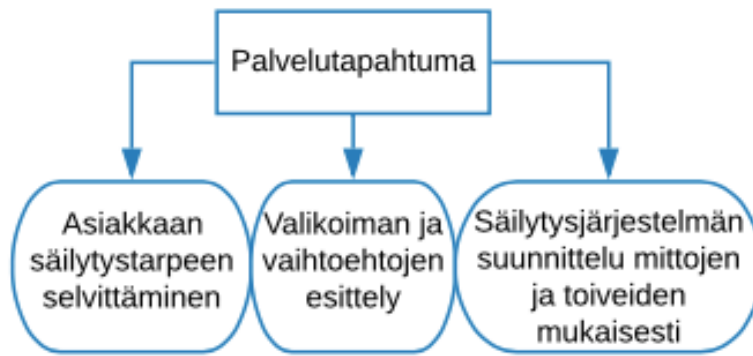 Palvelutapahtuma
Asiakkaan
säilytystarpeen
selvittäminen
Valikoiman ja
vaihtoehtojen
esittely
Säilytysjärjestelmän
suunnittelu mittojen
ja toiveiden
mukaisesti